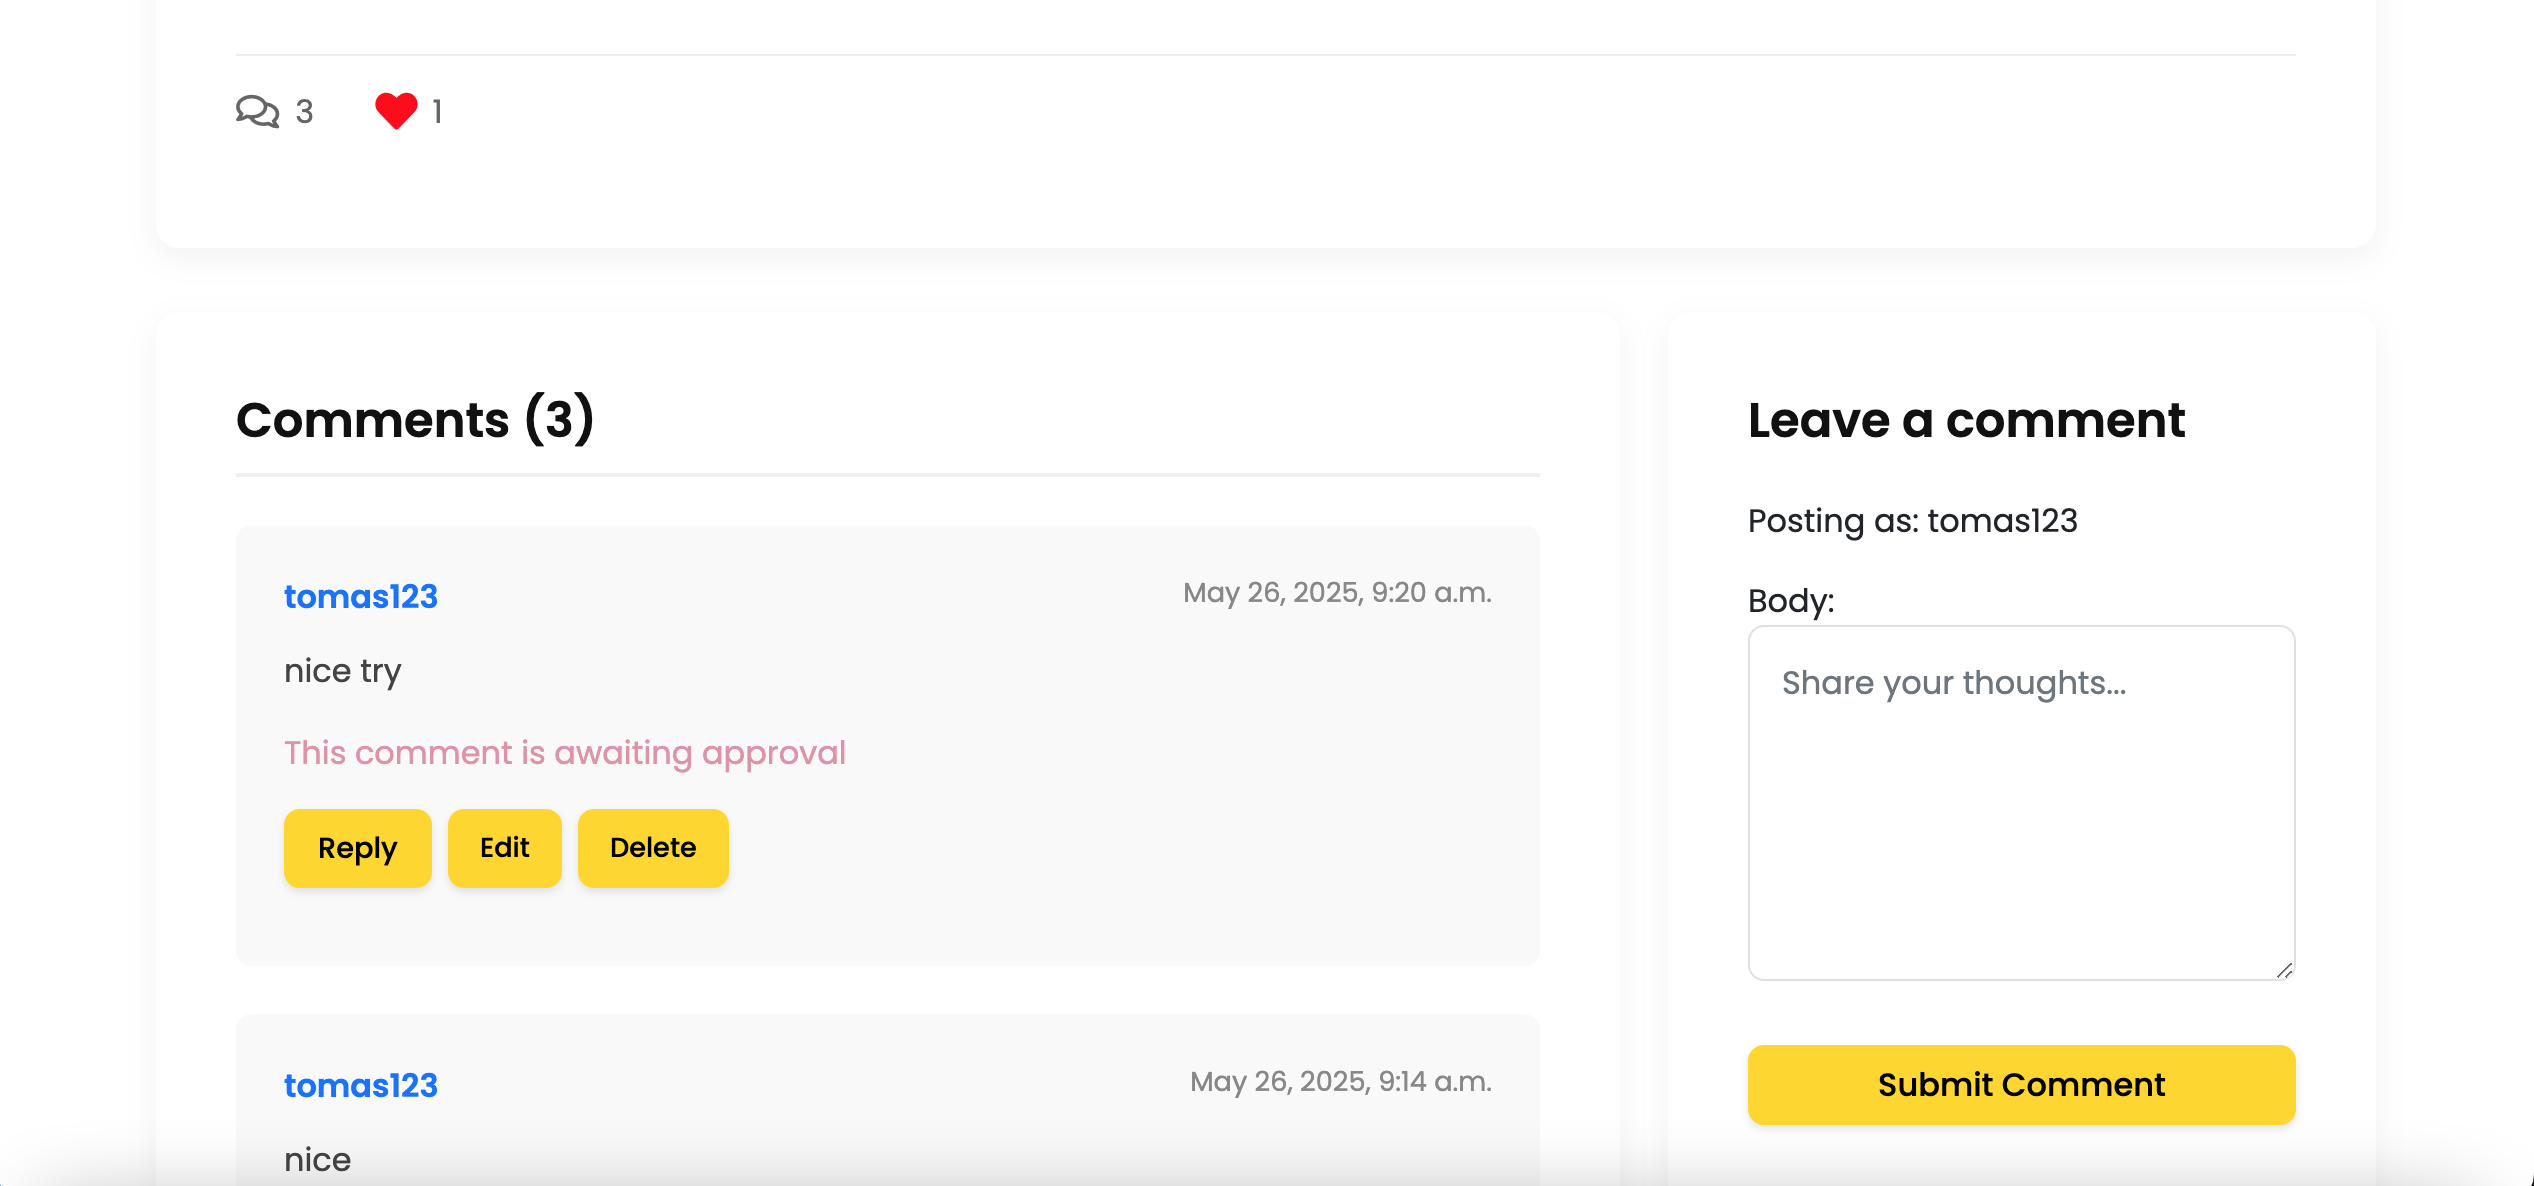 3 1
Comments (3)
tomas123 May 26, 2025, 9:20 a.m.
nice try
This comment is awaiting approval
Reply Edit Delete
tomas123 May 26, 2025, 9:14 a.m.
nice
Leave a comment
Posting as: tomas123
Body:
Share your thoughts...
Submit Comment